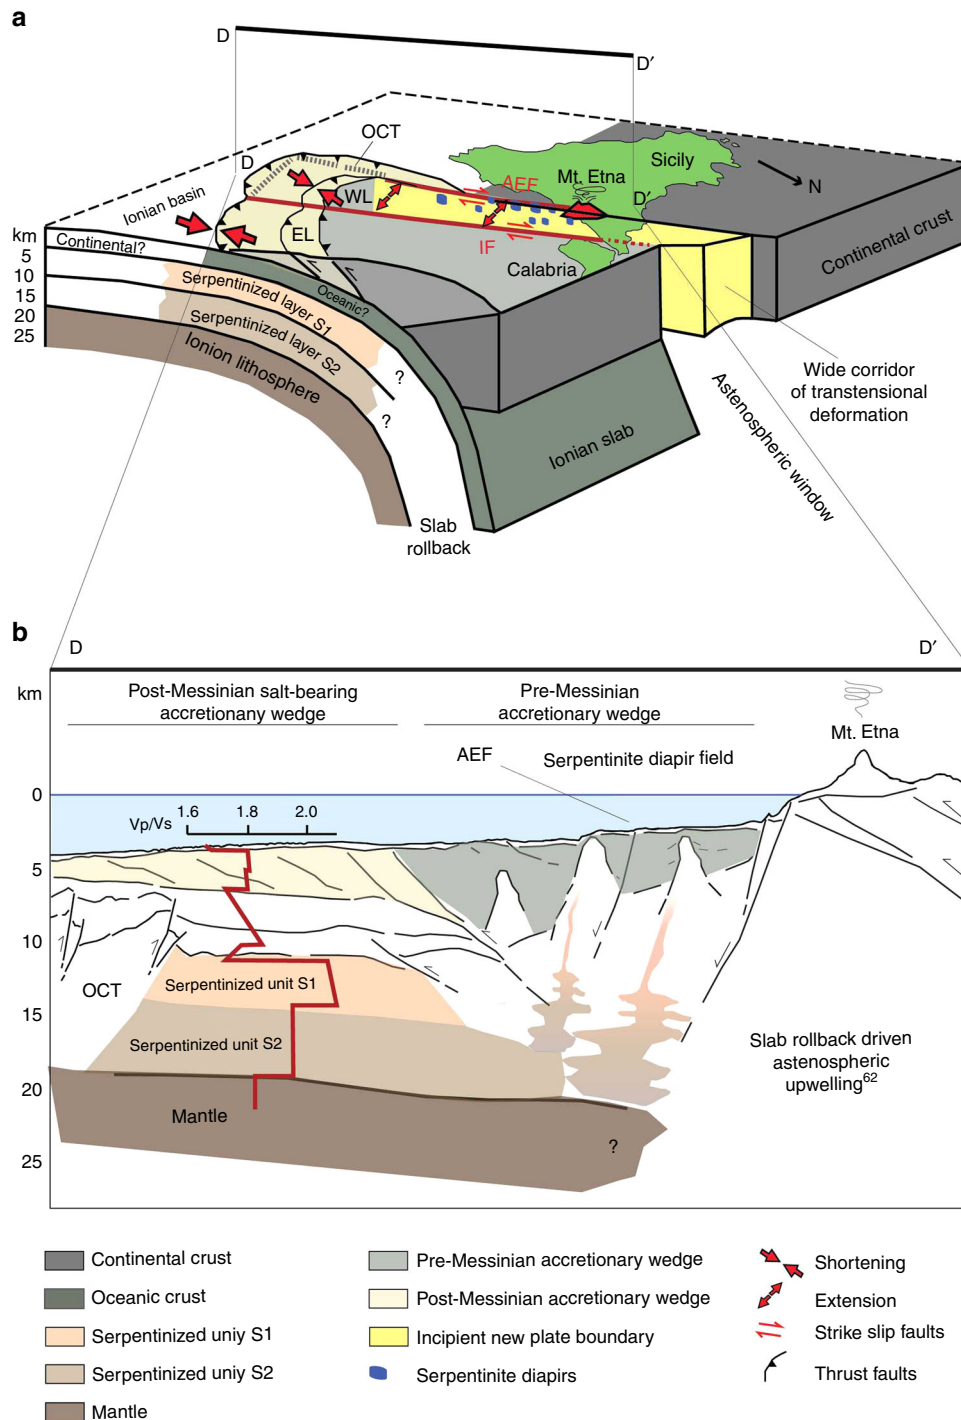 a
D
D′
OCT
D
Sicily
AEF
Mt. Etna
N
Ionian basin
WL
D′
km
EL
IF
Continental crust
Continental?
5
Calabria
10
Serpentinized layer S1
Oceanic?
15
20
Serpentinized layer S2
25
Ionion lithosphere
?
?
Wide corridor
of transtensional
deformation
Ionian slab
Astenospheric window
Slab
rollback
b
D
D′
km
Post-Messinian salt-bearing
accretionany wedge
Pre-Messinian
accretionary wedge
Mt. Etna
AEF
Serpentinite diapir field
0
1.6 1.8 2.0
Vp/Vs
5
10
OCT
Serpentinized unit S1
15
Serpentinized unit S2
Slab rollback driven
astenospheric
upwelling62
20
Mantle
?
25
Continental crust
Oceanic crust
Serpentinized uniy S1
Serpentinized uniy S2
Mantle
Pre-Messinian accretionary wedge
Post-Messinian accretionary wedge
Incipient new plate boundary
Serpentinite diapirs
Shortening
Extension
Strike slip faults
Thrust faults